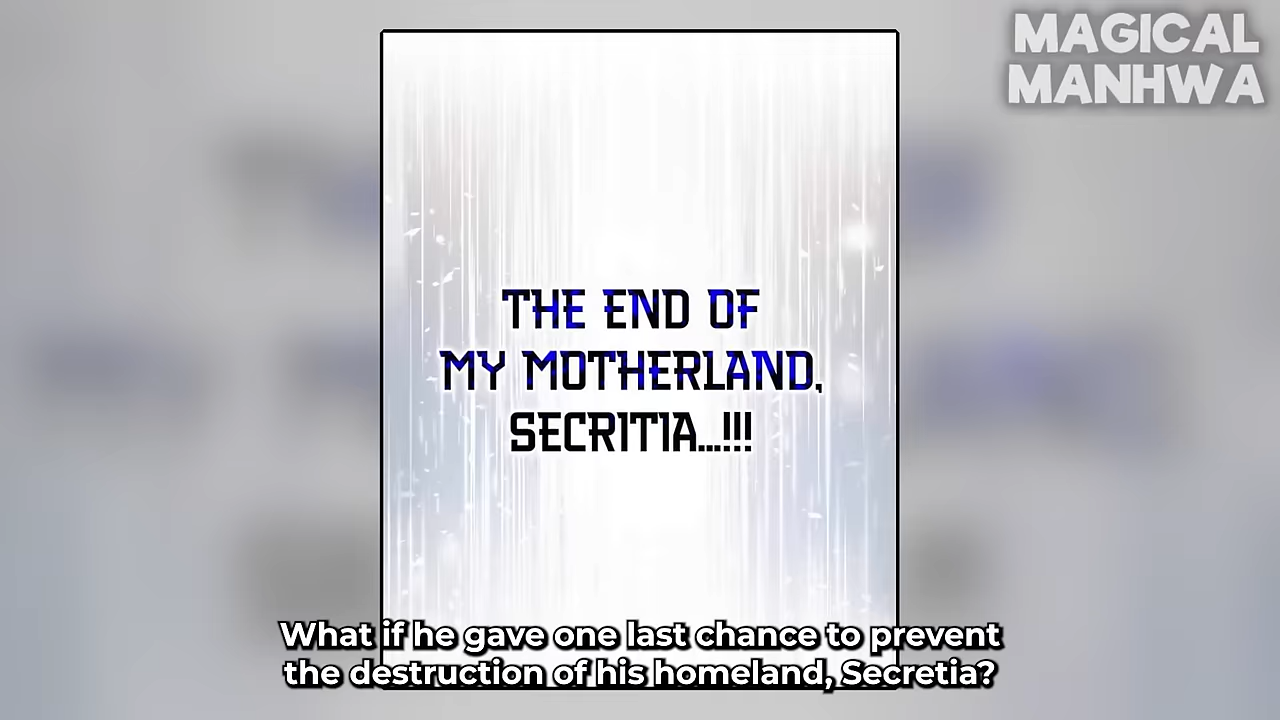 MAGICAL
MANHWA
THE END OF
MY MOTHERLAND,
SECRITIA...!!!
What if he gave one last chance to prevent
the destruction of his homeland, Secretia?